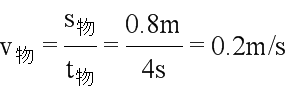 v物 = s物/t物 = 0.8m/4s = 0.2m/s